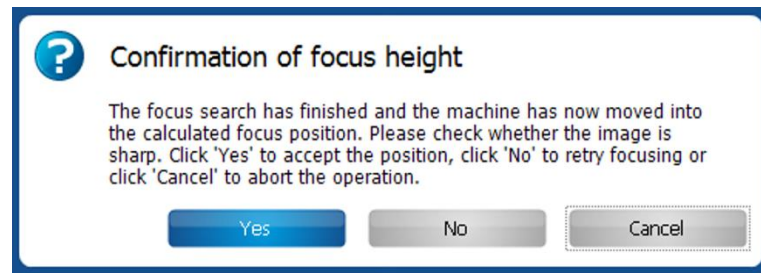 Confirmation of focus height
The focus search has finished and the machine has now moved into
the calculated focus position. Please check whether the image is
sharp. Click 'Yes' to accept the position, click 'No' to retry focusing or
click 'Cancel' to abort the operation.
Yes No Cancel